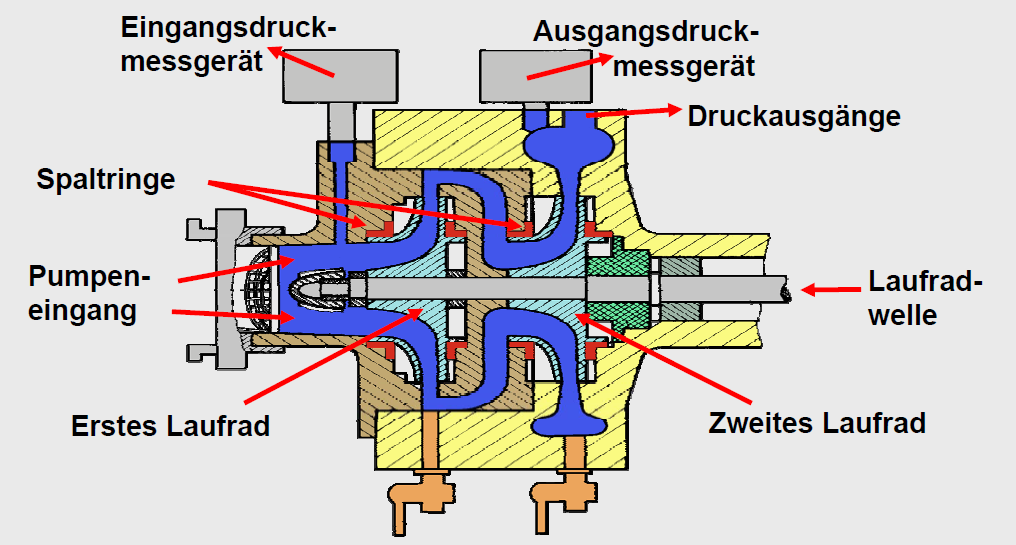 Eingangsdruck-
messgerät
Ausgangsdruck-
messgerät
Druckausgänge
Spaltringe
Pumpen-
eingang
Laufrad-
welle
Erstes Laufrad
Zweites Laufrad